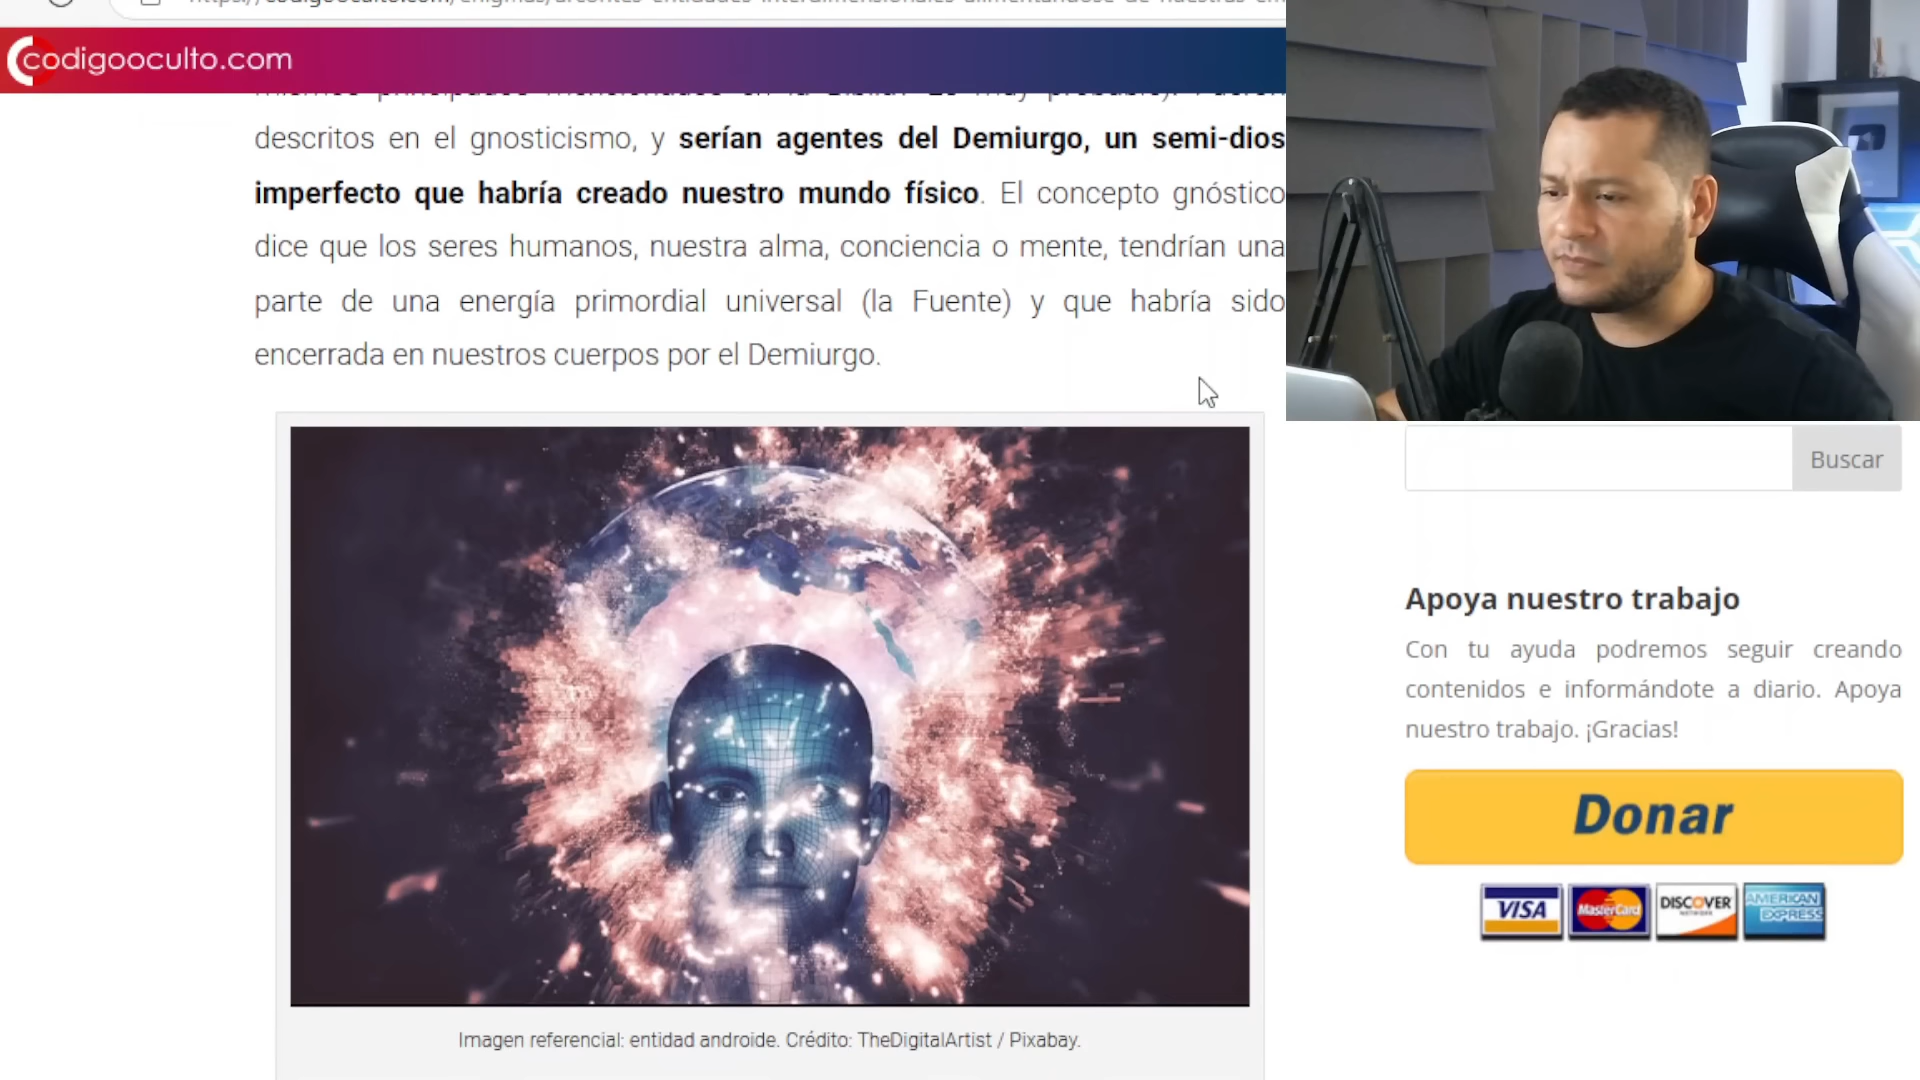 codigooculto.com
descritos en el gnosticismo, y serían agentes del Demiurgo, un semi-dios
imperfecto que habría creado nuestro mundo físico. El concepto gnóstico
dice que los seres humanos, nuestra alma, conciencia o mente, tendrían una
parte de una energía primordial universal (la Fuente) y que habría sido
encerrada en nuestros cuerpos por el Demiurgo.
Imagen referencial: entidad androide. Crédito: TheDigitalArtist / Pixabay.
Buscar
Apoya nuestro trabajo
Con tu ayuda podremos seguir creando
contenidos e informándote a diario. Apoya
nuestro trabajo. ¡Gracias!
Donar
VISA MasterCard DISCOVER AMERICAN
EXPRESS